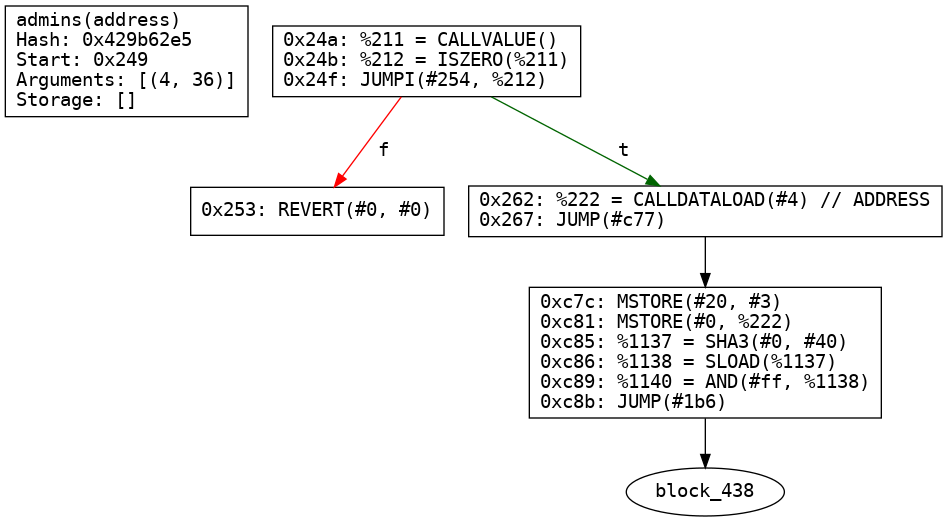 admins(address)
Hash: 0x429b62e5
Start: 0x249
Arguments: [(4, 36)]
Storage: []
0x24a: %211 = CALLVALUE()
0x24b: %212 = ISZERO(%211)
0x24f: JUMPI(#254, %212)
f
t
0x253: REVERT(#0, #0)
0x262: %222 = CALLDATALOAD(#4) // ADDRESS
0x267: JUMP(#c77)
0xc7c: MSTORE(#20, #3)
0xc81: MSTORE(#0, %222)
0xc85: %1137 = SHA3(#0, #40)
0xc86: %1138 = SLOAD(%1137)
0xc89: %1140 = AND(#ff, %1138)
0xc8b: JUMP(#1b6)
block_438